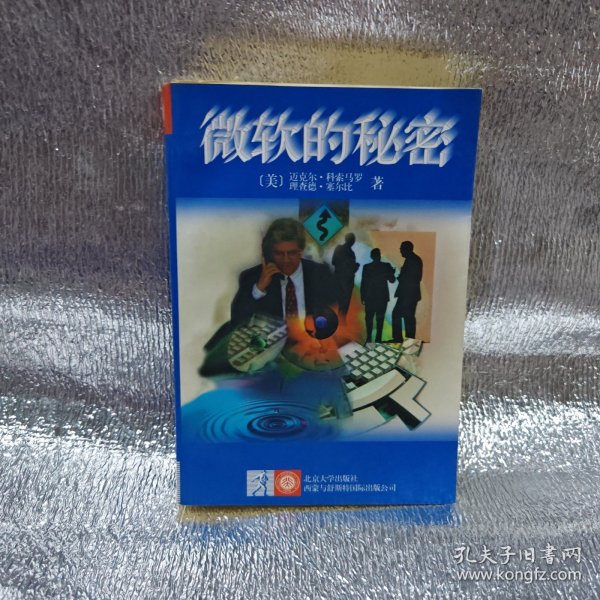 微软的秘密
〔美〕迈克尔·科索马罗
理查德·塞尔比 著
北京大学出版社
西蒙与舒斯特国际出版公司
孔夫子旧书网
www.kongfz.com